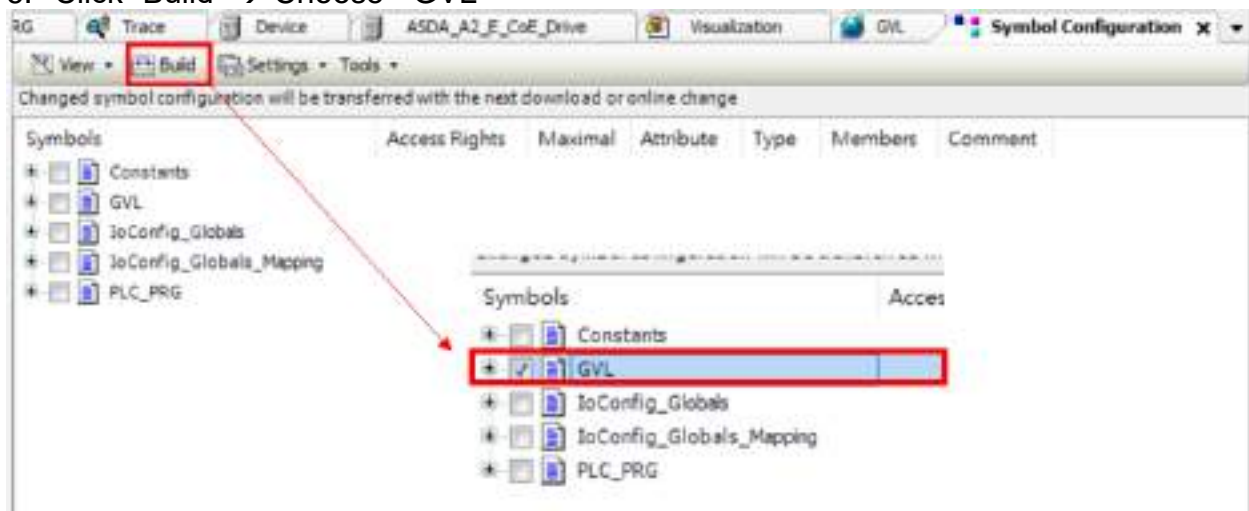 Click "Build" → Choose "GVL"
RG Trace Device ASDA_A2_E_CoE_Drive Visualization GVL Symbol Configuration x
View Build Settings Tools
Changed symbol configuration will be transferred with the next download or online change
Symbols Access Rights Maximal Attribute Type Members Comment
Constants
GVL
IoConfig_Globals
IoConfig_Globals_Mapping
PLC_PRG
Symbols Acces
Constants
GVL
IoConfig_Globals
IoConfig_Globals_Mapping
PLC_PRG